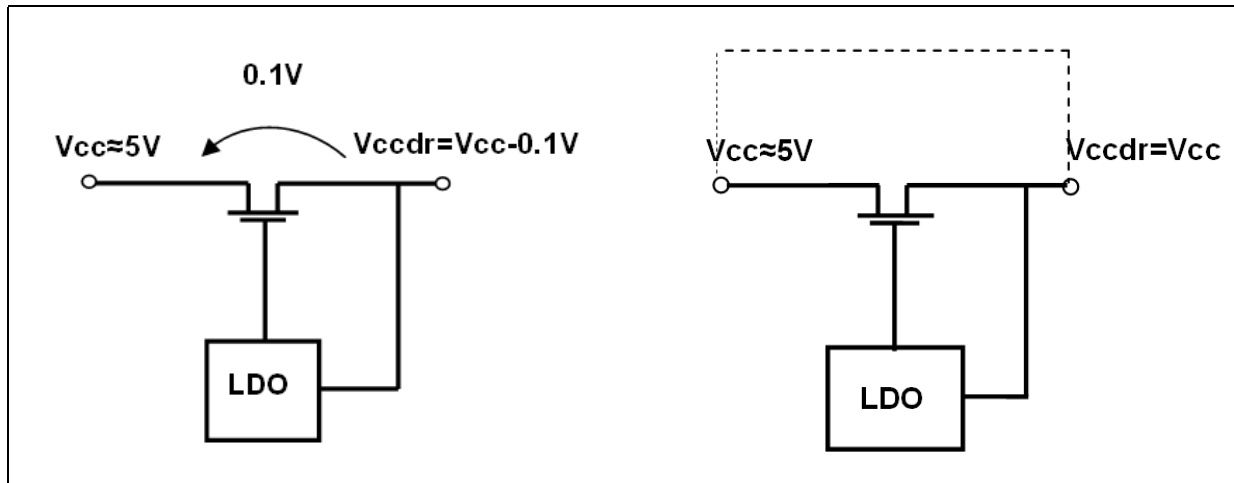 0.1V
Vcc≈5V
Vccdr=Vcc-0.1V
LDO
Vcc≈5V
Vccdr=Vcc
LDO